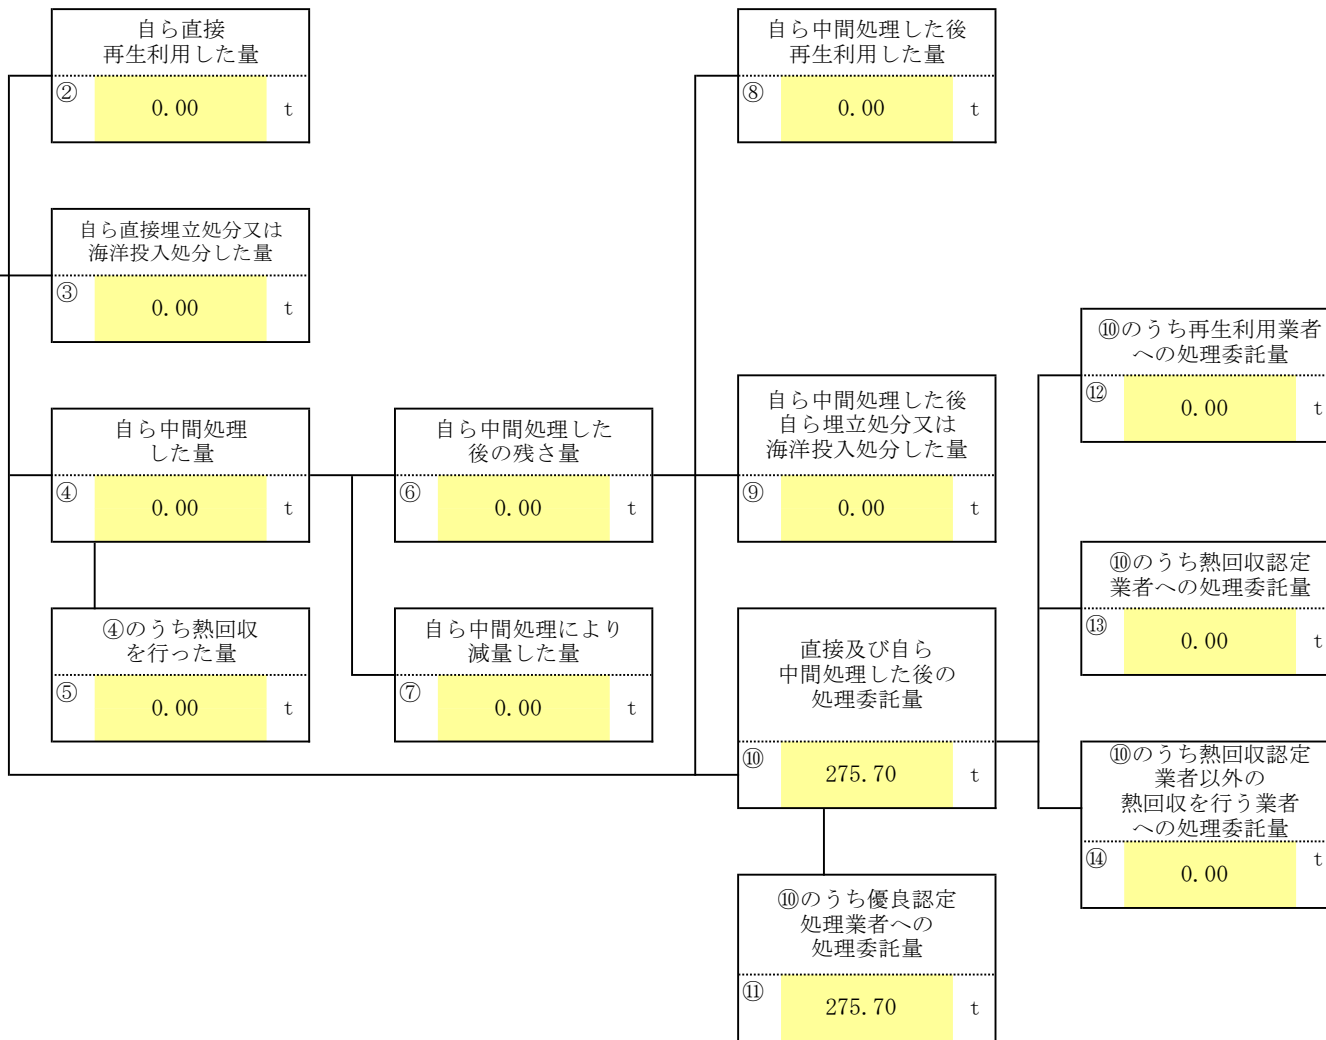 自ら直接
再生利用した量
②
0.00
t
自ら中間処理した後
再生利用した量
⑧
0.00
t
自ら直接埋立処分又は
海洋投入処分した量
③
0.00
t
⑩のうち再生利用業者
への処理委託量
⑫
0.00
t
自ら中間処理
した量
④
0.00
t
自ら中間処理した
後の残さ量
⑥
0.00
t
自ら中間処理した後
自ら埋立処分又は
海洋投入処分した量
⑨
0.00
t
⑩のうち熱回収認定
業者への処理委託量
⑬
0.00
t
④のうち熱回収
を行った量
⑤
0.00
t
自ら中間処理により
減量した量
⑦
0.00
t
直接及び自ら
中間処理した後の
処理委託量
⑩
275.70
t
⑩のうち熱回収認定
業者以外の
熱回収を行う業者
への処理委託量
⑭
0.00
t
⑩のうち優良認定
処理業者への
処理委託量
⑪
275.70
t